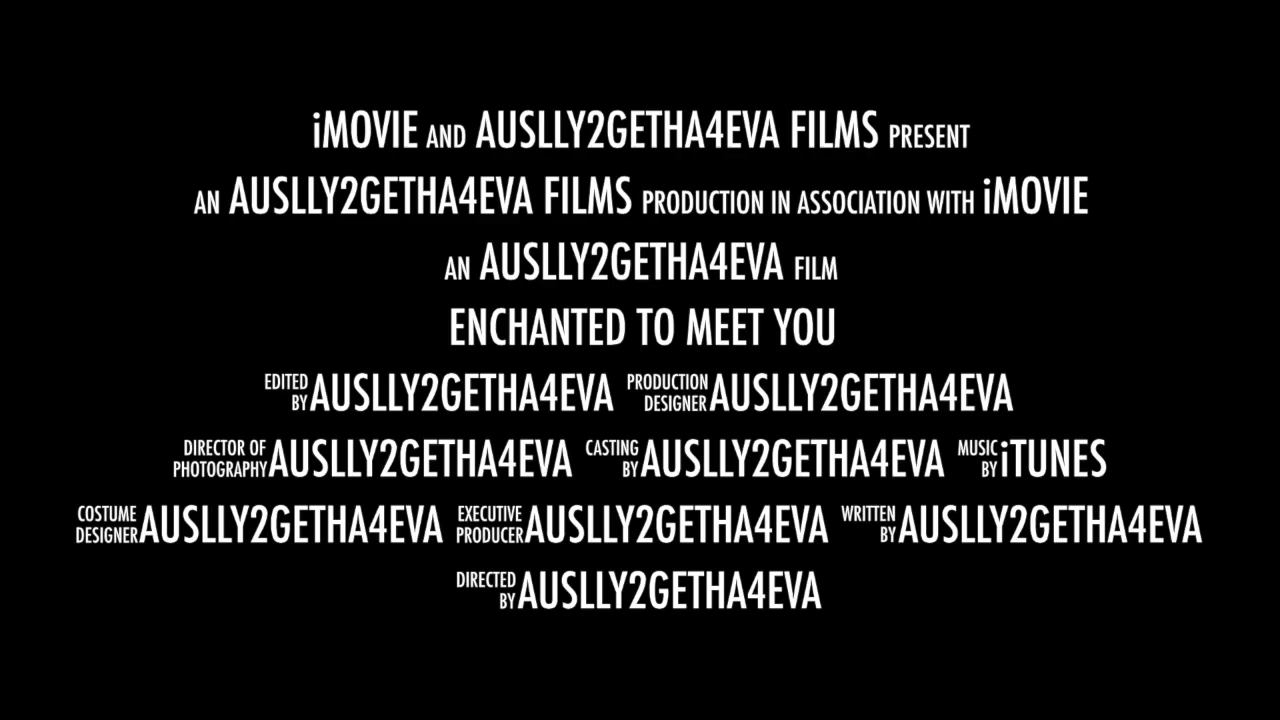 iMOVIE AND AUSLLY2GETHA4EVA FILMS PRESENT
AN AUSLLY2GETHA4EVA FILMS PRODUCTION IN ASSOCIATION WITH iMOVIE
AN AUSLLY2GETHA4EVA FILM
ENCHANTED TO MEET YOU
EDITED BY AUSLLY2GETHA4EVA PRODUCTION DESIGNER AUSLLY2GETHA4EVA
DIRECTOR OF PHOTOGRAPHY AUSLLY2GETHA4EVA CASTING BY AUSLLY2GETHA4EVA MUSIC BY iTUNES
COSTUME DESIGNER AUSLLY2GETHA4EVA EXECUTIVE PRODUCER AUSLLY2GETHA4EVA WRITTEN BY AUSLLY2GETHA4EVA
DIRECTED BY AUSLLY2GETHA4EVA